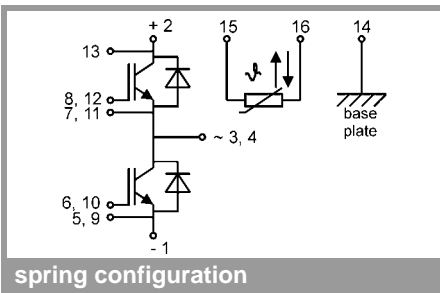 + 2
15
16
14
13
ϑ
8, 12
7, 11
base
plate
~ 3, 4
6, 10
5, 9
- 1
spring configuration